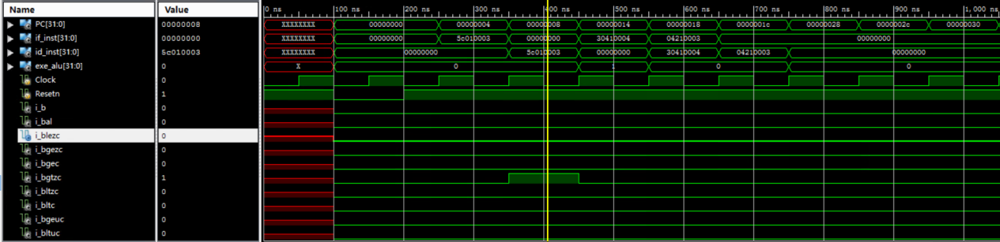 Name Value 0 ns 100 ns 200 ns 300 ns 400 ns 500 ns 600 ns 700 ns 800 ns 900 ns 1,000 ns
PC[31:0] 00000008 XXXXXXXX 00000000 00000004 00000008 00000014 00000018 0000001c 00000028 0000002c 00000030
if_inst[31:0] 00000000 XXXXXXXX 00000000 5c010003 00000000 30410004 04210003 00000000
id_inst[31:0] 5c010003 XXXXXXXX 00000000 5c010003 00000000 30410004 04210003 00000000
exe_alu[31:0] 0 X 0 1 0 0
Clock 0
Resetn 1
i_b 0
i_bal 0
i_blezc 0
i_bgezc 0
i_bgec 0
i_bgtzc 1
i_bltzc 0
i_bltc 0
i_bgeuc 0
i_bltuc 0